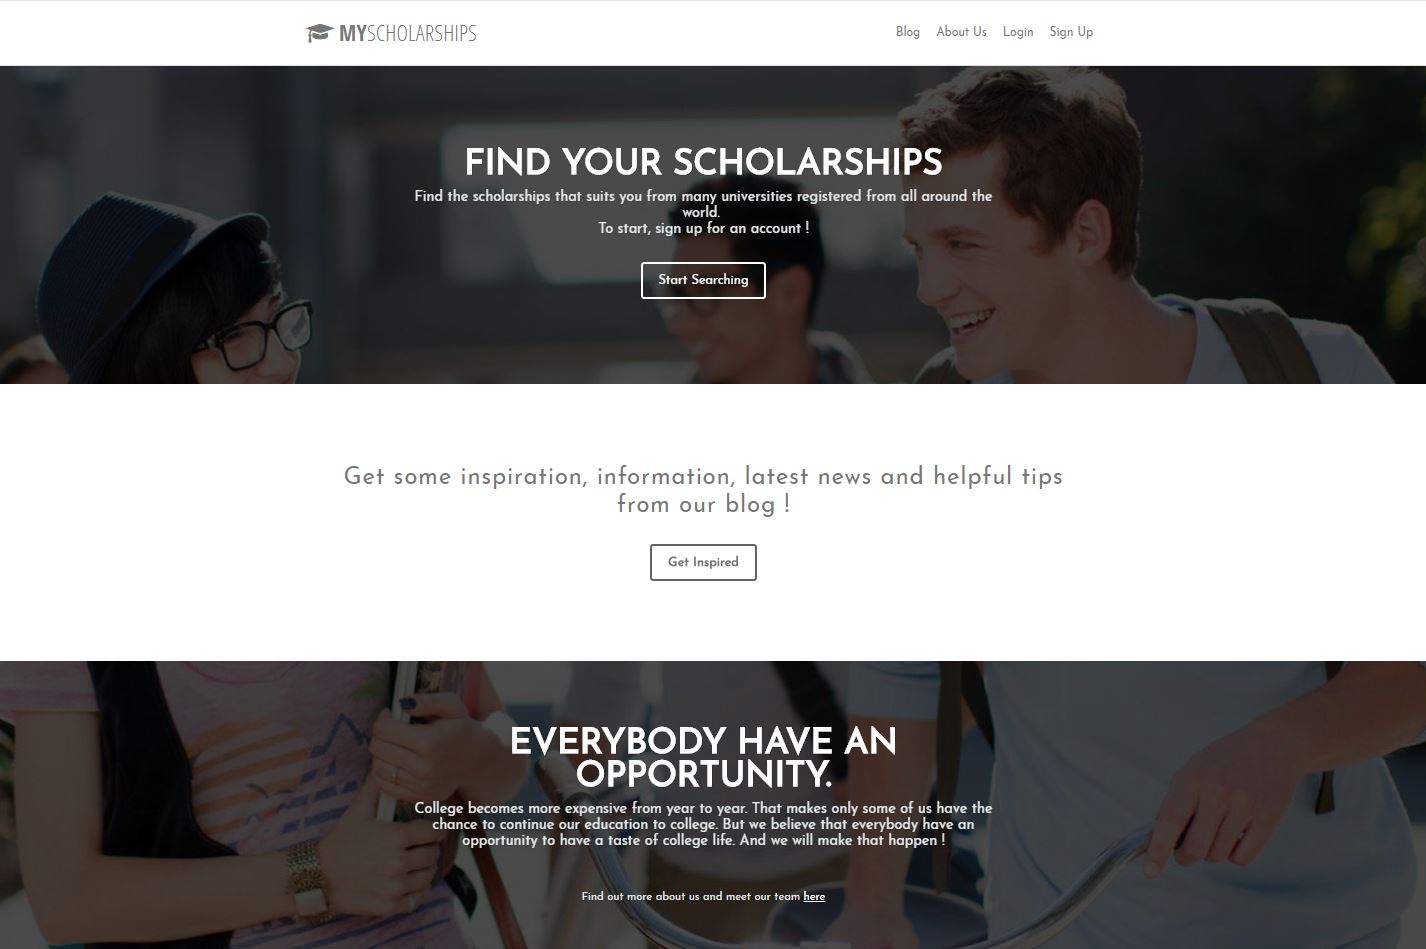 MYSCHOLARSHIPS
Blog About Us Login Sign Up
FIND YOUR SCHOLARSHIPS
Find the scholarships that suits you from many universities registered from all around the
world.
To start, sign up for an account !
Start Searching
Get some inspiration, information, latest news and helpful tips
from our blog !
Get Inspired
EVERYBODY HAVE AN
OPPORTUNITY.
College becomes more expensive from year to year. That makes only some of us have the
chance to continue our education to college. But we believe that everybody have an
opportunity to have a taste of college life. And we will make that happen !
Find out more about us and meet our team here